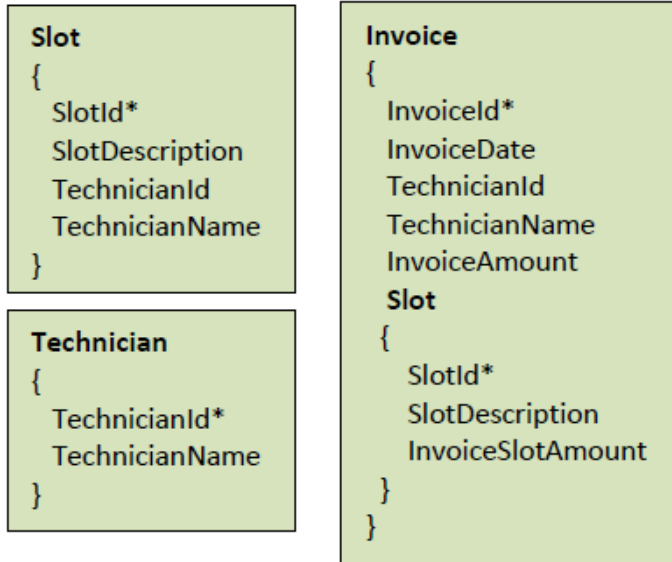 Slot
{
SlotId*
SlotDescription
TechnicianId
TechnicianName
}
Technician
{
TechnicianId*
TechnicianName
}
Invoice
{
InvoiceId*
InvoiceDate
TechnicianId
TechnicianName
InvoiceAmount
Slot
{
SlotId*
SlotDescription
InvoiceSlotAmount
}
}